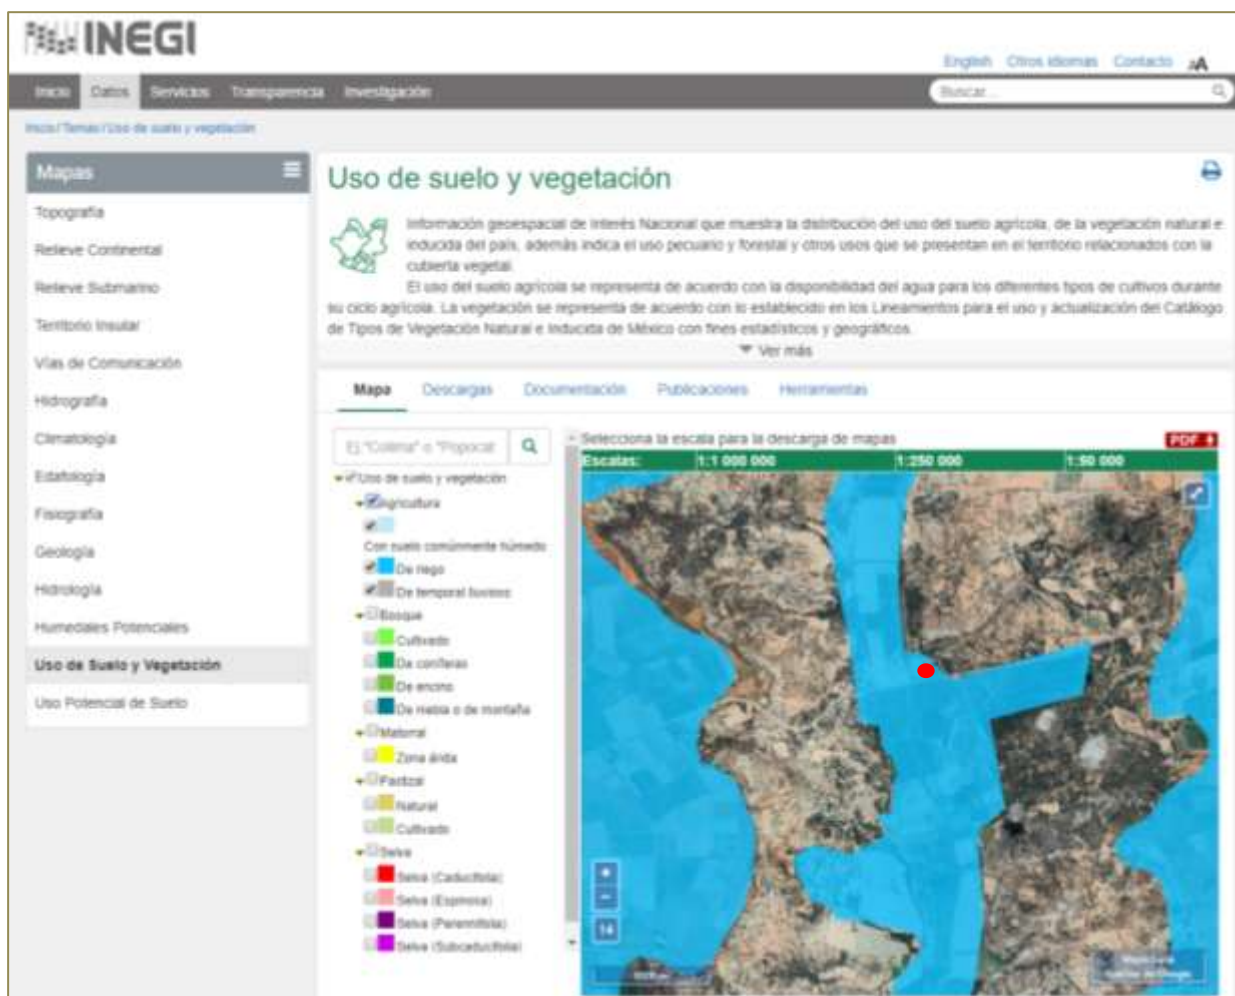 INEGI
English Otros idiomas Contacto AA
Inicio Datos Servicios Transparencia Investigación
Buscar...
Inicio/Temas/Uso de suelo y vegetación
Mapas
Topografía
Relieve Continental
Relieve Submarino
Territorio Insular
Vías de Comunicación
Hidrografía
Climatología
Edafología
Fisiografía
Geología
Hidrología
Humedales Potenciales
Uso de Suelo y Vegetación
Uso Potencial de Suelo
Uso de suelo y vegetación
Información geoespacial de Interés Nacional que muestra la distribución del uso del suelo agrícola, de la vegetación natural e
inducida del país, además indica el uso pecuario y forestal y otros usos que se presentan en el territorio relacionados con la
cubierta vegetal.
El uso del suelo agrícola se representa de acuerdo con la disponibilidad del agua para los diferentes tipos de cultivos durante
su ciclo agrícola. La vegetación se representa de acuerdo con lo establecido en los Lineamientos para el uso y actualización del Catálogo
de Tipos de Vegetación Natural e Inducida de México con fines estadísticos y geográficos.
Ver más
Mapa Descargas Documentación Publicaciones Herramientas
Ej."Colima" o "Popocat
Uso de suelo y vegetación
Agricultura
Con suelo comúnmente húmedo
De riego
De temporal lluvioso
Bosque
Cultivado
De coníferas
De encino
De niebla o de montaña
Matorral
Zona árida
Pastizal
Natural
Cultivado
Selva
Selva (Caducifolia)
Selva (Espinosa)
Selva (Perennifolia)
Selva (Subcaducifolia)
Selecciona la escala para la descarga de mapas
PDF
Escalas: 1:1 000 000 1:250 000 1:50 000
+
−
14